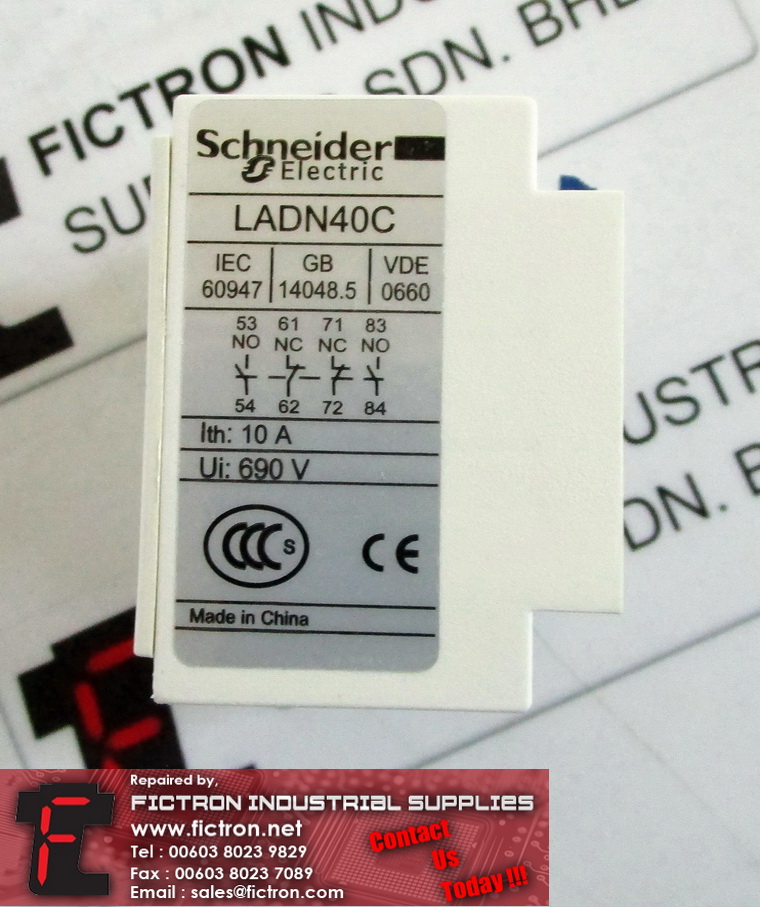 FICTRON INDUS
SDN. BHD
SU
Schneider
Electric
LADN40C
IEC GB VDE
60947 14048.5 0660
53 61 71 83
NO NC NC NO
54 62 72 84
Ith: 10 A
Ui: 690 V
CCC S CE
Made in China
USTR
DN. B
Repaired by,
FICTRON INDUSTRIAL SUPPLIES
www.fictron.net
Tel : 00603 8023 9829
Fax : 00603 8023 7089
Email : sales@fictron.com
Contact
Us
Today !!!